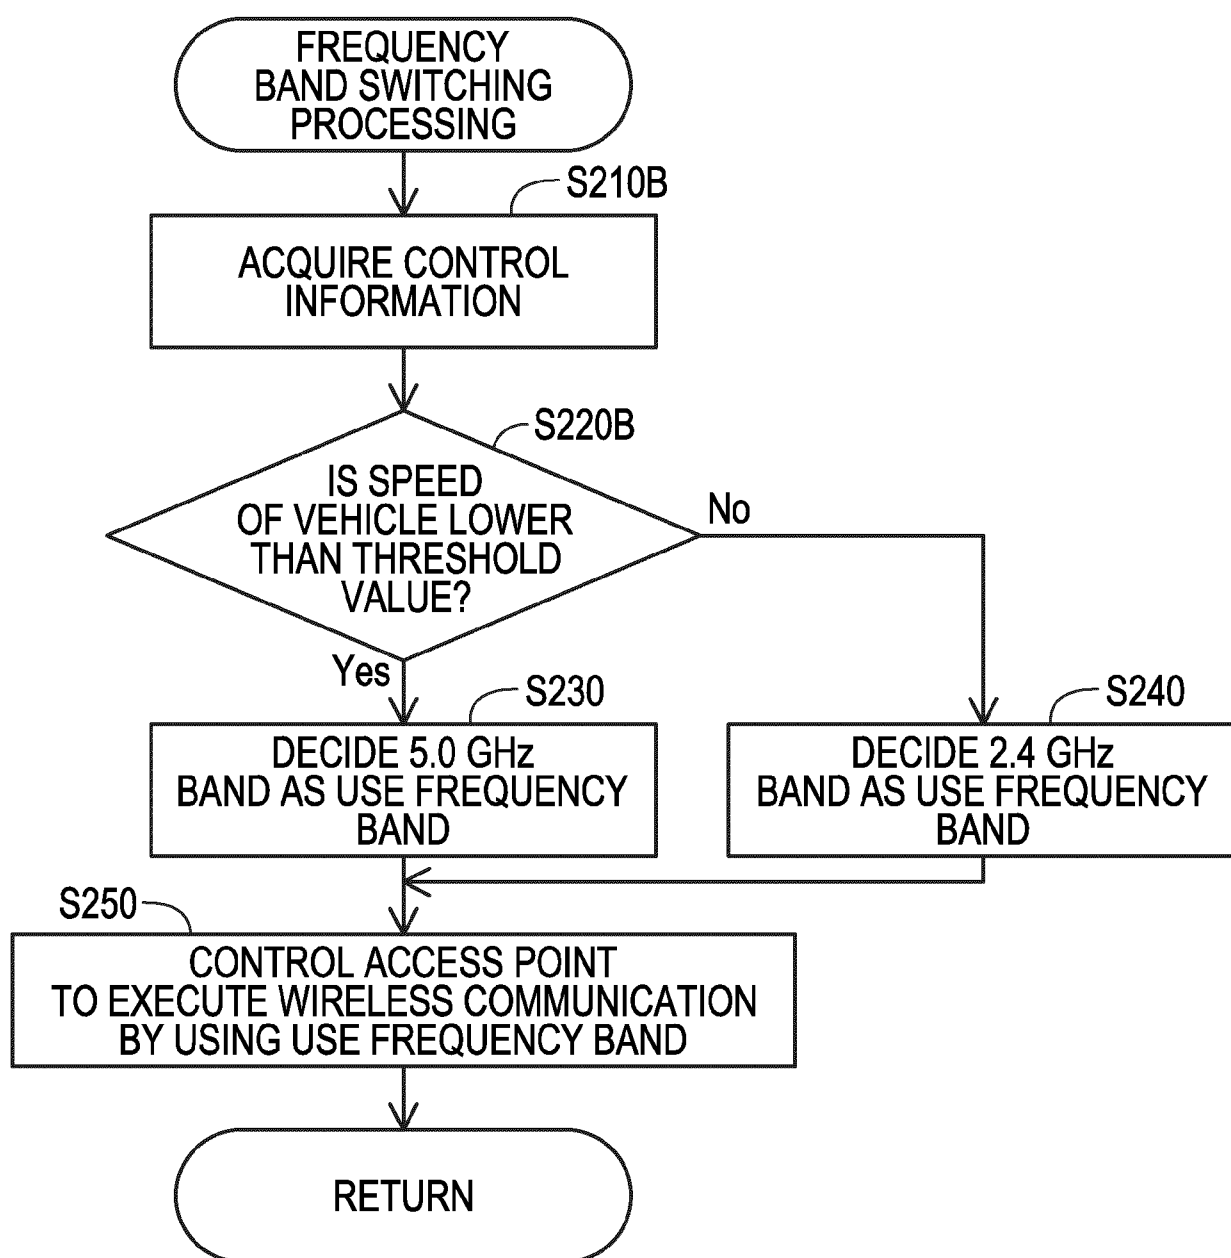 FREQUENCY
BAND SWITCHING
PROCESSING
S210B
ACQUIRE CONTROL
INFORMATION
S220B
IS SPEED
OF VEHICLE LOWER
THAN THRESHOLD
VALUE?
No
Yes
S230
DECIDE 5.0 GHz
BAND AS USE FREQUENCY
BAND
S240
DECIDE 2.4 GHz
BAND AS USE FREQUENCY
BAND
S250
CONTROL ACCESS POINT
TO EXECUTE WIRELESS COMMUNICATION
BY USING USE FREQUENCY BAND
RETURN